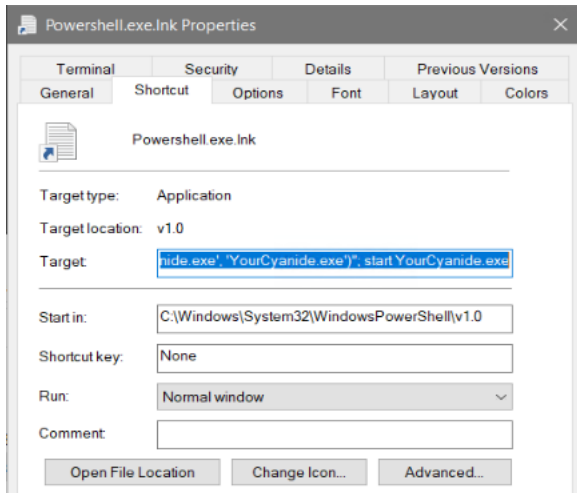 Powershell.exe.lnk Properties
Terminal Security Details Previous Versions
General Shortcut Options Font Layout Colors
Powershell.exe.lnk
Target type: Application
Target location: v1.0
Target: nide.exe', 'YourCyanide.exe')"; start YourCyanide.exe
Start in: C:\Windows\System32\WindowsPowerShell\v1.0
Shortcut key: None
Run: Normal window
Comment:
Open File Location Change Icon... Advanced...